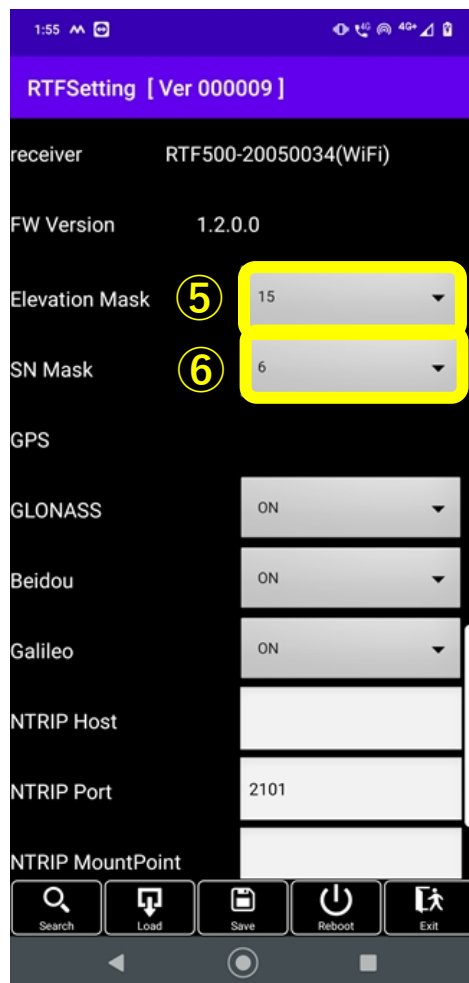 1:55
4G 4G+
RTFSetting [ Ver 000009 ]
receiver RTF500-20050034(WiFi)
FW Version 1.2.0.0
Elevation Mask ⑤ 15
SN Mask ⑥ 6
GPS
GLONASS ON
Beidou ON
Galileo ON
NTRIP Host
NTRIP Port 2101
NTRIP MountPoint
Search Load Save Reboot Exit